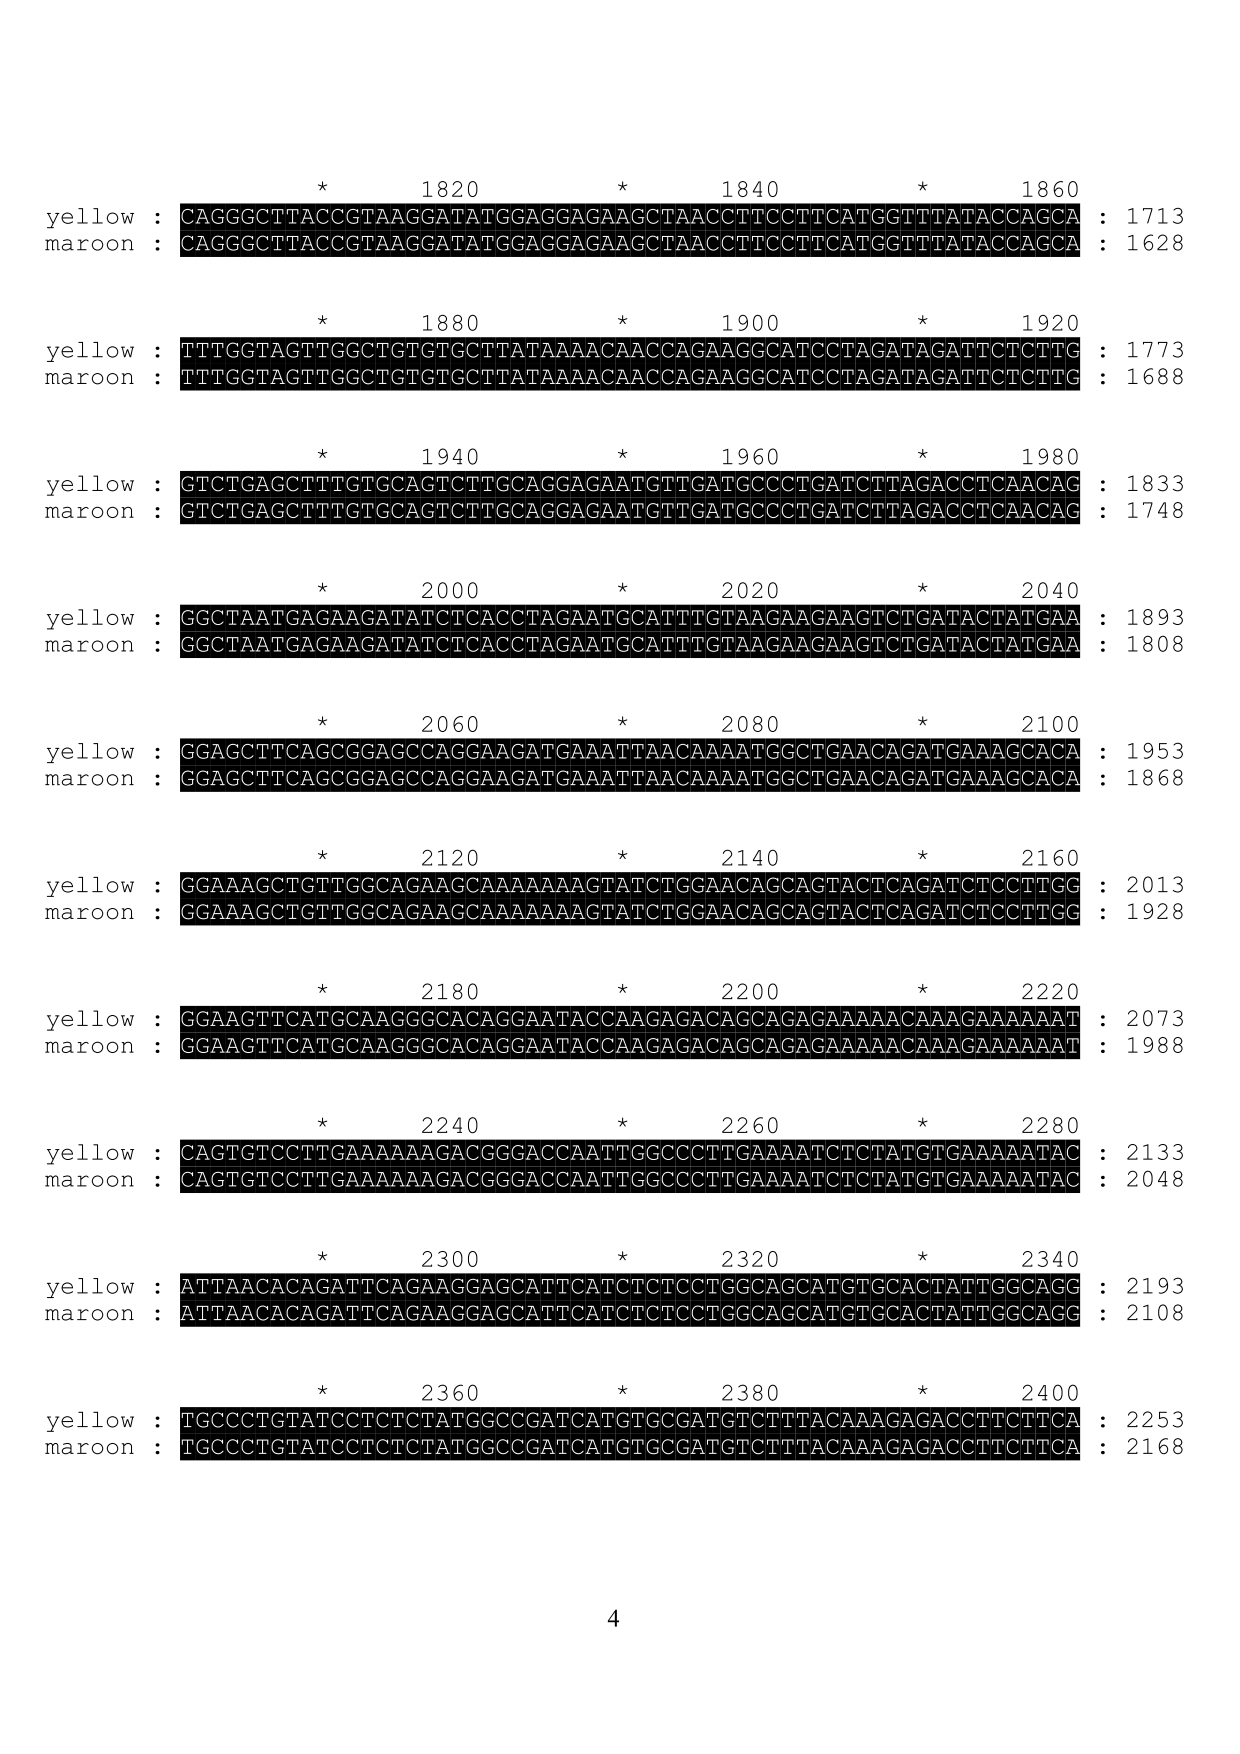 * 1820 * 1840 * 1860
yellow : CAGGGCTTACCGTAAGGATATGGAGGAGAAGCTAACCTTCCTTCATGGTTTATACCAGCA : 1713
maroon : CAGGGCTTACCGTAAGGATATGGAGGAGAAGCTAACCTTCCTTCATGGTTTATACCAGCA : 1628
* 1880 * 1900 * 1920
yellow : TTTGGTAGTTGGCTGTGTGCTTATAAAACAACCAGAAGGCATCCTAGATAGATTCTCTTG : 1773
maroon : TTTGGTAGTTGGCTGTGTGCTTATAAAACAACCAGAAGGCATCCTAGATAGATTCTCTTG : 1688
* 1940 * 1960 * 1980
yellow : GTCTGAGCTTTGTGCAGTCTTGCAGGAGAATGTTGATGCCCTGATCTTAGACCTCAACAG : 1833
maroon : GTCTGAGCTTTGTGCAGTCTTGCAGGAGAATGTTGATGCCCTGATCTTAGACCTCAACAG : 1748
* 2000 * 2020 * 2040
yellow : GGCTAATGAGAAGATATCTCACCTAGAATGCATTTGTAAGAAGAAGTCTGATACTATGAA : 1893
maroon : GGCTAATGAGAAGATATCTCACCTAGAATGCATTTGTAAGAAGAAGTCTGATACTATGAA : 1808
* 2060 * 2080 * 2100
yellow : GGAGCTTCAGCGGAGCCAGGAAGATGAAATTAACAAAATGGCTGAACAGATGAAAGCACA : 1953
maroon : GGAGCTTCAGCGGAGCCAGGAAGATGAAATTAACAAAATGGCTGAACAGATGAAAGCACA : 1868
* 2120 * 2140 * 2160
yellow : GGAAAGCTGTTGGCAGAAGCAAAAAAAGTATCTGGAACAGCAGTACTCAGATCTCCTTGG : 2013
maroon : GGAAAGCTGTTGGCAGAAGCAAAAAAAGTATCTGGAACAGCAGTACTCAGATCTCCTTGG : 1928
* 2180 * 2200 * 2220
yellow : GGAAGTTCATGCAAGGGCACAGGAATACCAAGAGACAGCAGAGAAAAACAAAGAAAAAAT : 2073
maroon : GGAAGTTCATGCAAGGGCACAGGAATACCAAGAGACAGCAGAGAAAAACAAAGAAAAAAT : 1988
* 2240 * 2260 * 2280
yellow : CAGTGTCCTTGAAAAAAGACGGGACCAATTGGCCCTTGAAAATCTCTATGTGAAAAATAC : 2133
maroon : CAGTGTCCTTGAAAAAAGACGGGACCAATTGGCCCTTGAAAATCTCTATGTGAAAAATAC : 2048
* 2300 * 2320 * 2340
yellow : ATTAACACAGATTCAGAAGGAGCATTCATCTCTCCTGGCAGCATGTGCACTATTGGCAGG : 2193
maroon : ATTAACACAGATTCAGAAGGAGCATTCATCTCTCCTGGCAGCATGTGCACTATTGGCAGG : 2108
* 2360 * 2380 * 2400
yellow : TGCCCTGTATCCTCTCTATGGCCGATCATGTGCGATGTCTTTACAAAGAGACCTTCTTCA : 2253
maroon : TGCCCTGTATCCTCTCTATGGCCGATCATGTGCGATGTCTTTACAAAGAGACCTTCTTCA : 2168
4